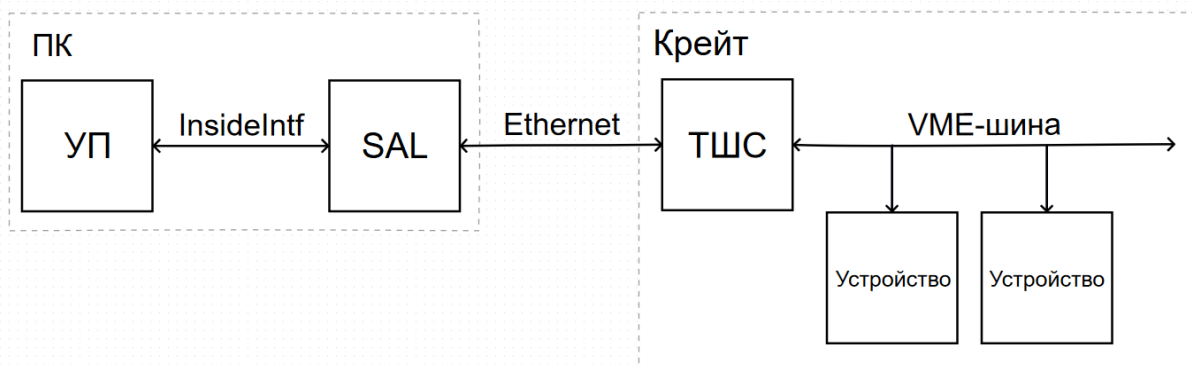 ПК
Крейт
УП
InsideIntf
SAL
Ethernet
ТШС
VME-шина
Устройство
Устройство